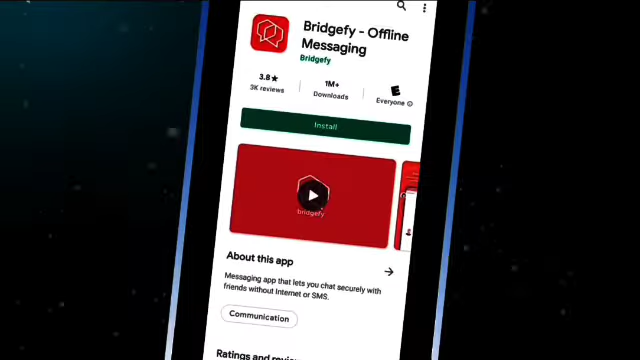 Bridgefy - Offline
Messaging
Bridgefy
3.8★
3K reviews
1M+
Downloads
E
Everyone
Install
bridgefy
About this app
Messaging app that lets you chat securely with
friends without Internet or SMS.
Communication
Ratings and